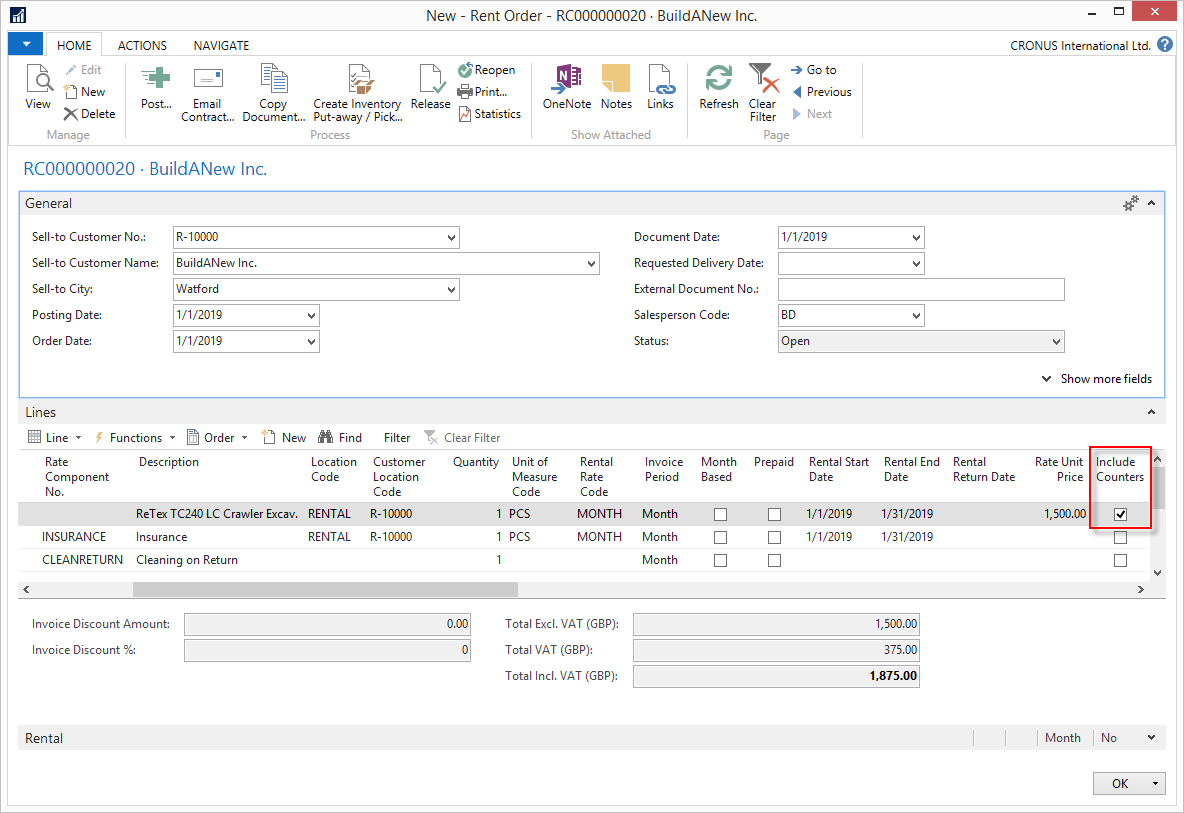 New - Rent Order - RC000000020 · BuildANew Inc.
HOME ACTIONS NAVIGATE CRONUS International Ltd. ?
View
Edit
New
Delete
Manage
Post...
Email Contract...
Copy Document...
Create Inventory Put-away / Pick...
Release
Reopen
Print...
Statistics
Process
OneNote
Notes
Links
Show Attached
Refresh
Clear Filter
Go to
Previous
Next
Page
RC000000020 · BuildANew Inc.
General
Sell-to Customer No.: R-10000
Sell-to Customer Name: BuildANew Inc.
Sell-to City: Watford
Posting Date: 1/1/2019
Order Date: 1/1/2019
Document Date: 1/1/2019
Requested Delivery Date:
External Document No.:
Salesperson Code: BD
Status: Open
Show more fields
Lines
Line Functions Order New Find Filter Clear Filter
Rate Component No. Description Location Code Customer Location Code Quantity Unit of Measure Code Rental Rate Code Invoice Period Month Based Prepaid Rental Start Date Rental End Date Rental Return Date Rate Unit Price Include Counters
ReTex TC240 LC Crawler Excav. RENTAL R-10000 1 PCS MONTH Month 1/1/2019 1/31/2019 1,500.00
INSURANCE Insurance RENTAL R-10000 1 PCS MONTH Month 1/1/2019 1/31/2019
CLEANRETURN Cleaning on Return 1 Month
Invoice Discount Amount: 0.00
Invoice Discount %: 0
Total Excl. VAT (GBP): 1,500.00
Total VAT (GBP): 375.00
Total Incl. VAT (GBP): 1,875.00
Rental Month No
OK